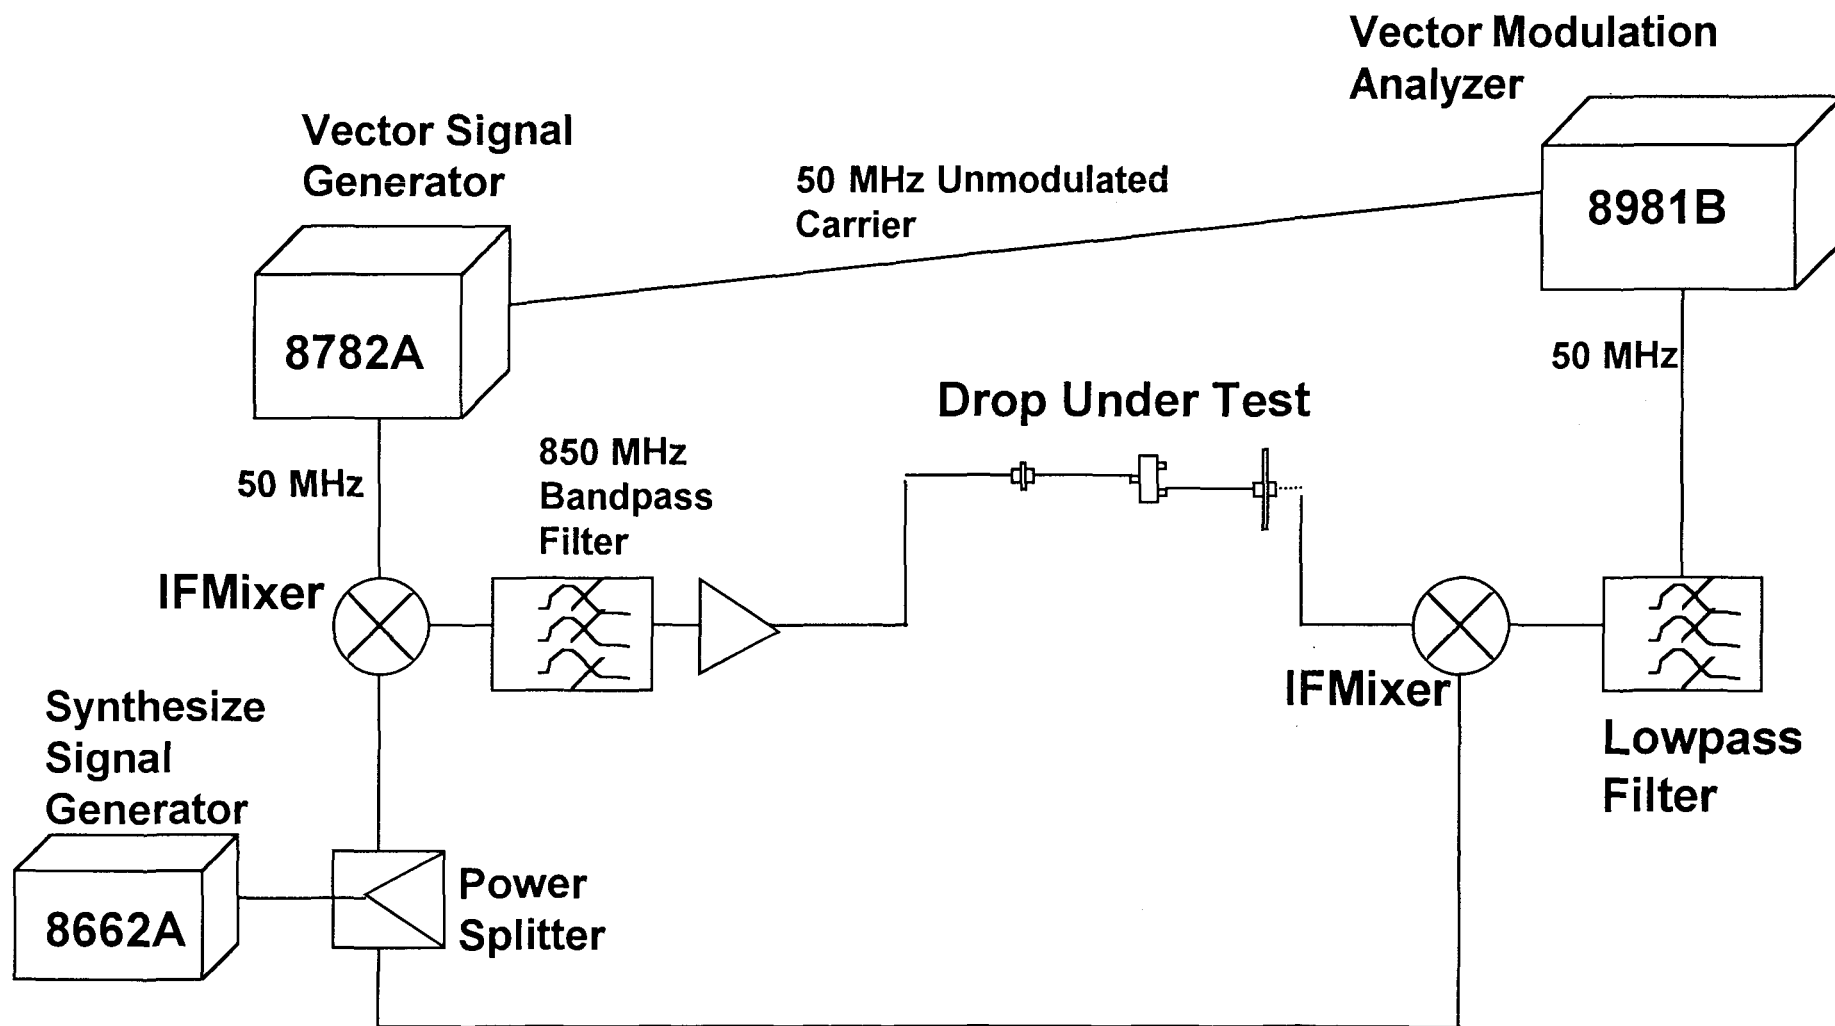 Vector Modulation
Analyzer
Vector Signal
Generator
50 MHz Unmodulated
Carrier
8981B
8782A
50 MHz
Drop Under Test
850 MHz
Bandpass
Filter
50 MHz
IFMixer
IFMixer
Synthesize
Signal
Generator
Lowpass
Filter
Power
Splitter
8662A